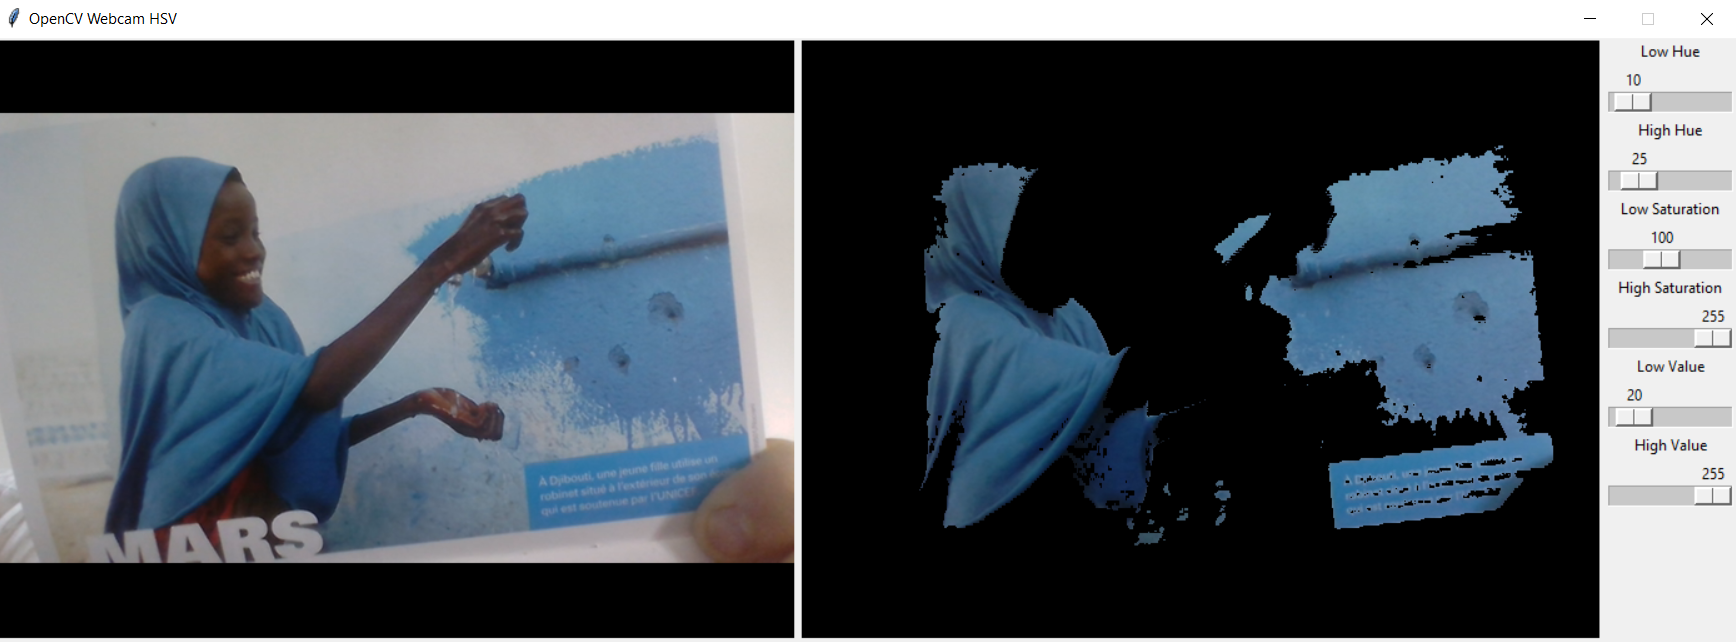 OpenCV Webcam HSV
MARS
À Djibouti, une jeune fille utilise un
robinet situé à l'extérieur de son
qui est soutenue par l'UNICEF
Low Hue
10
High Hue
25
Low Saturation
100
High Saturation
255
Low Value
20
High Value
255